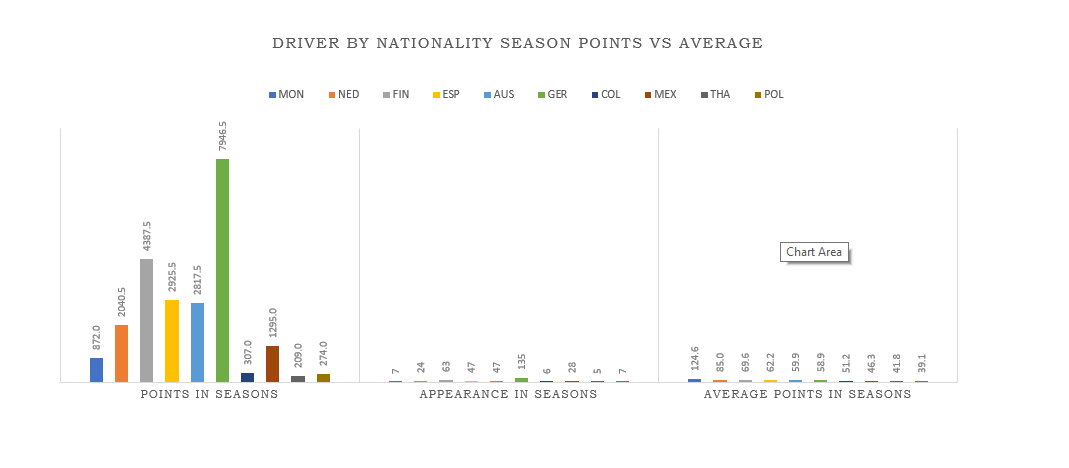 DRIVER BY NATIONALITY SEASON POINTS VS AVERAGE
MON NED FIN ESP AUS GER COL MEX THA POL
872.0 2040.5 4387.5 2925.5 2817.5 7946.5 307.0 1295.0 209.0 274.0
7 24 63 47 47 135 6 28 5 7
124.6 85.0 69.6 62.2 59.9 58.9 51.2 46.3 41.8 39.1
Chart Area
POINTS IN SEASONS
APPEARANCE IN SEASONS
AVERAGE POINTS IN SEASONS